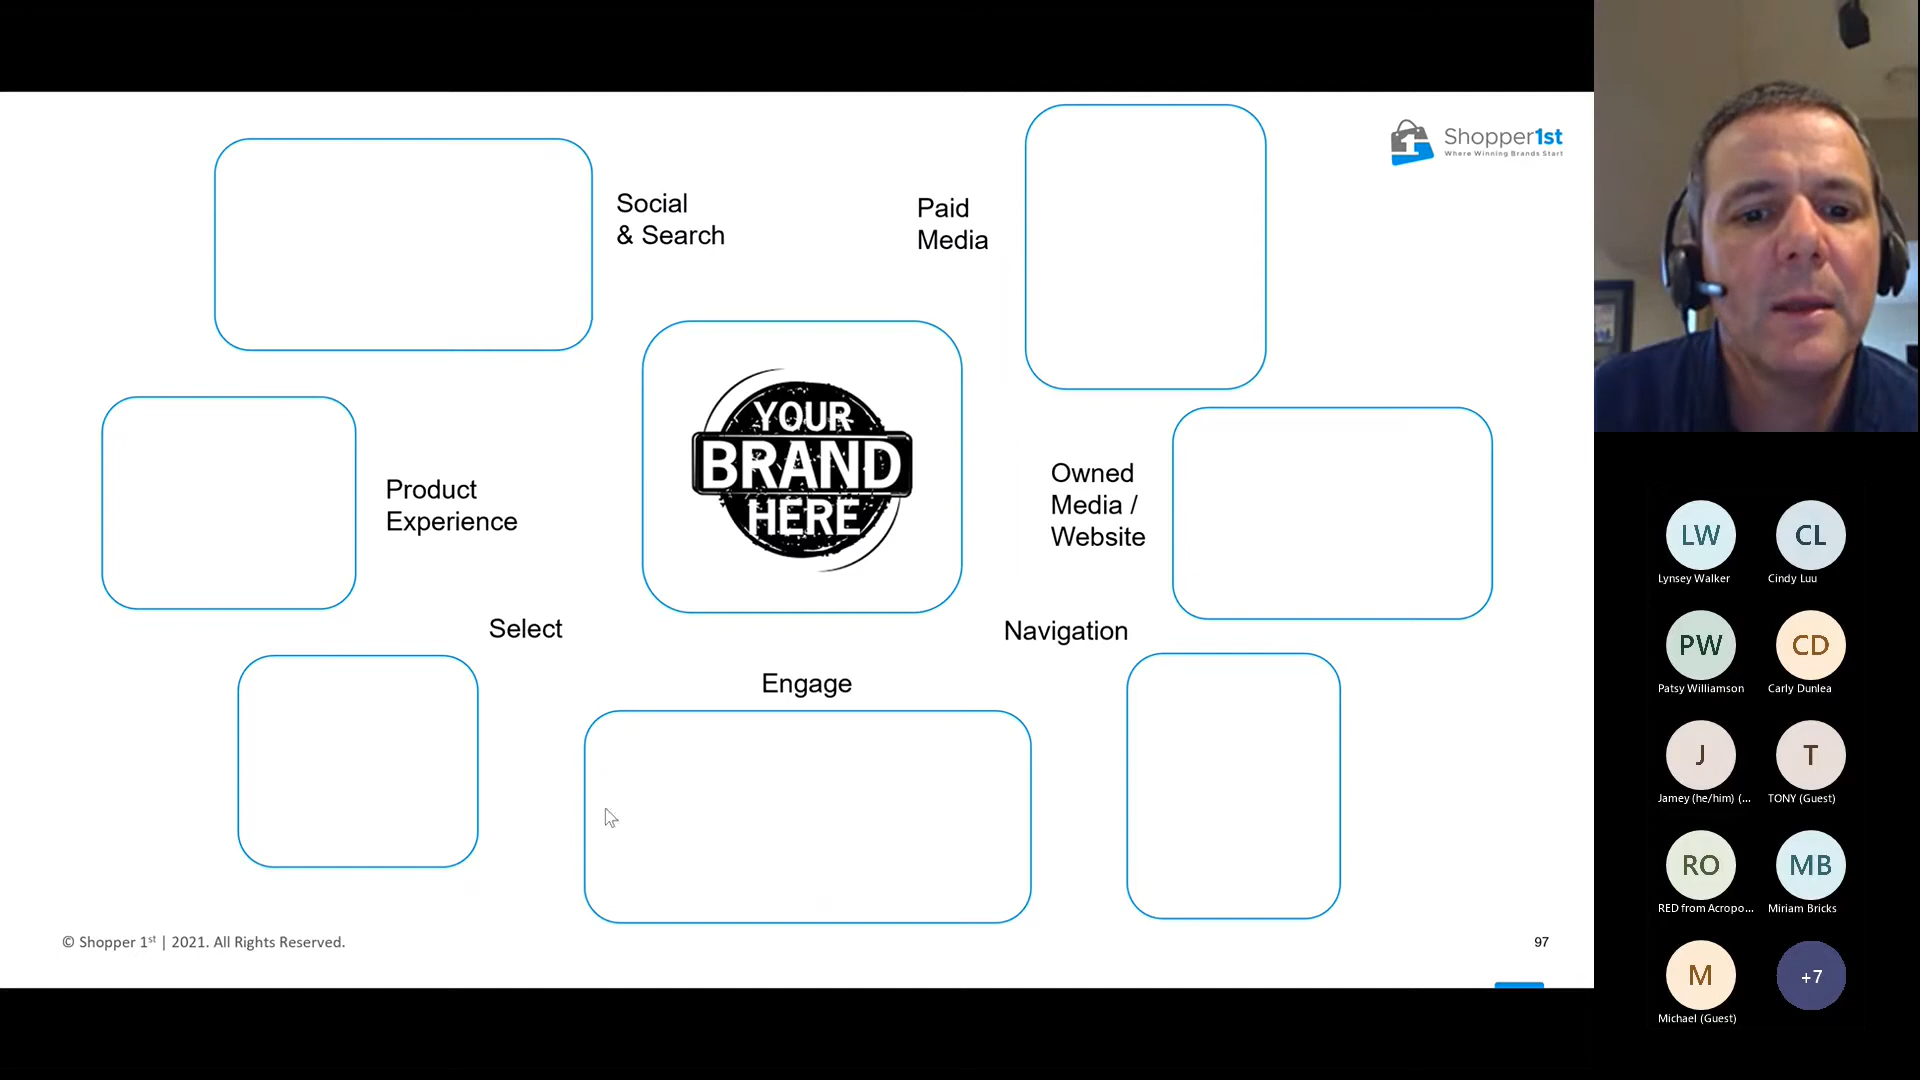 Shopper1st
Where Winning Brands Start
Social
& Search
Paid
Media
YOUR
BRAND
HERE
Product
Experience
Owned
Media /
Website
Select
Navigation
Engage
© Shopper 1st | 2021. All Rights Reserved.
97
LW
CL
Lynsey Walker
Cindy Luu
PW
CD
Patsy Williamson
Carly Dunlea
J
T
Jamey (he/him) (...
TONY (Guest)
RO
MB
RED from Acropo...
Miriam Bricks
M
+7
Michael (Guest)